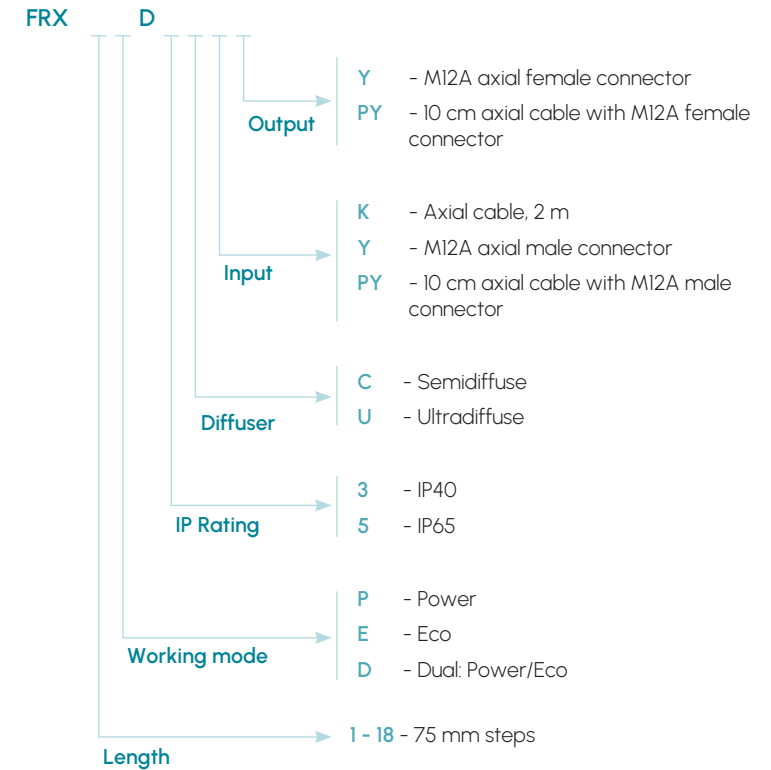 FRX D
Y - M12A axial female connector
PY - 10 cm axial cable with M12A female
connector
Output
K - Axial cable, 2 m
Y - M12A axial male connector
PY - 10 cm axial cable with M12A male
connector
Input
C - Semidiffuse
U - Ultradiffuse
Diffuser
3 - IP40
5 - IP65
IP Rating
P - Power
E - Eco
D - Dual: Power/Eco
Working mode
1 - 18 - 75 mm steps
Length